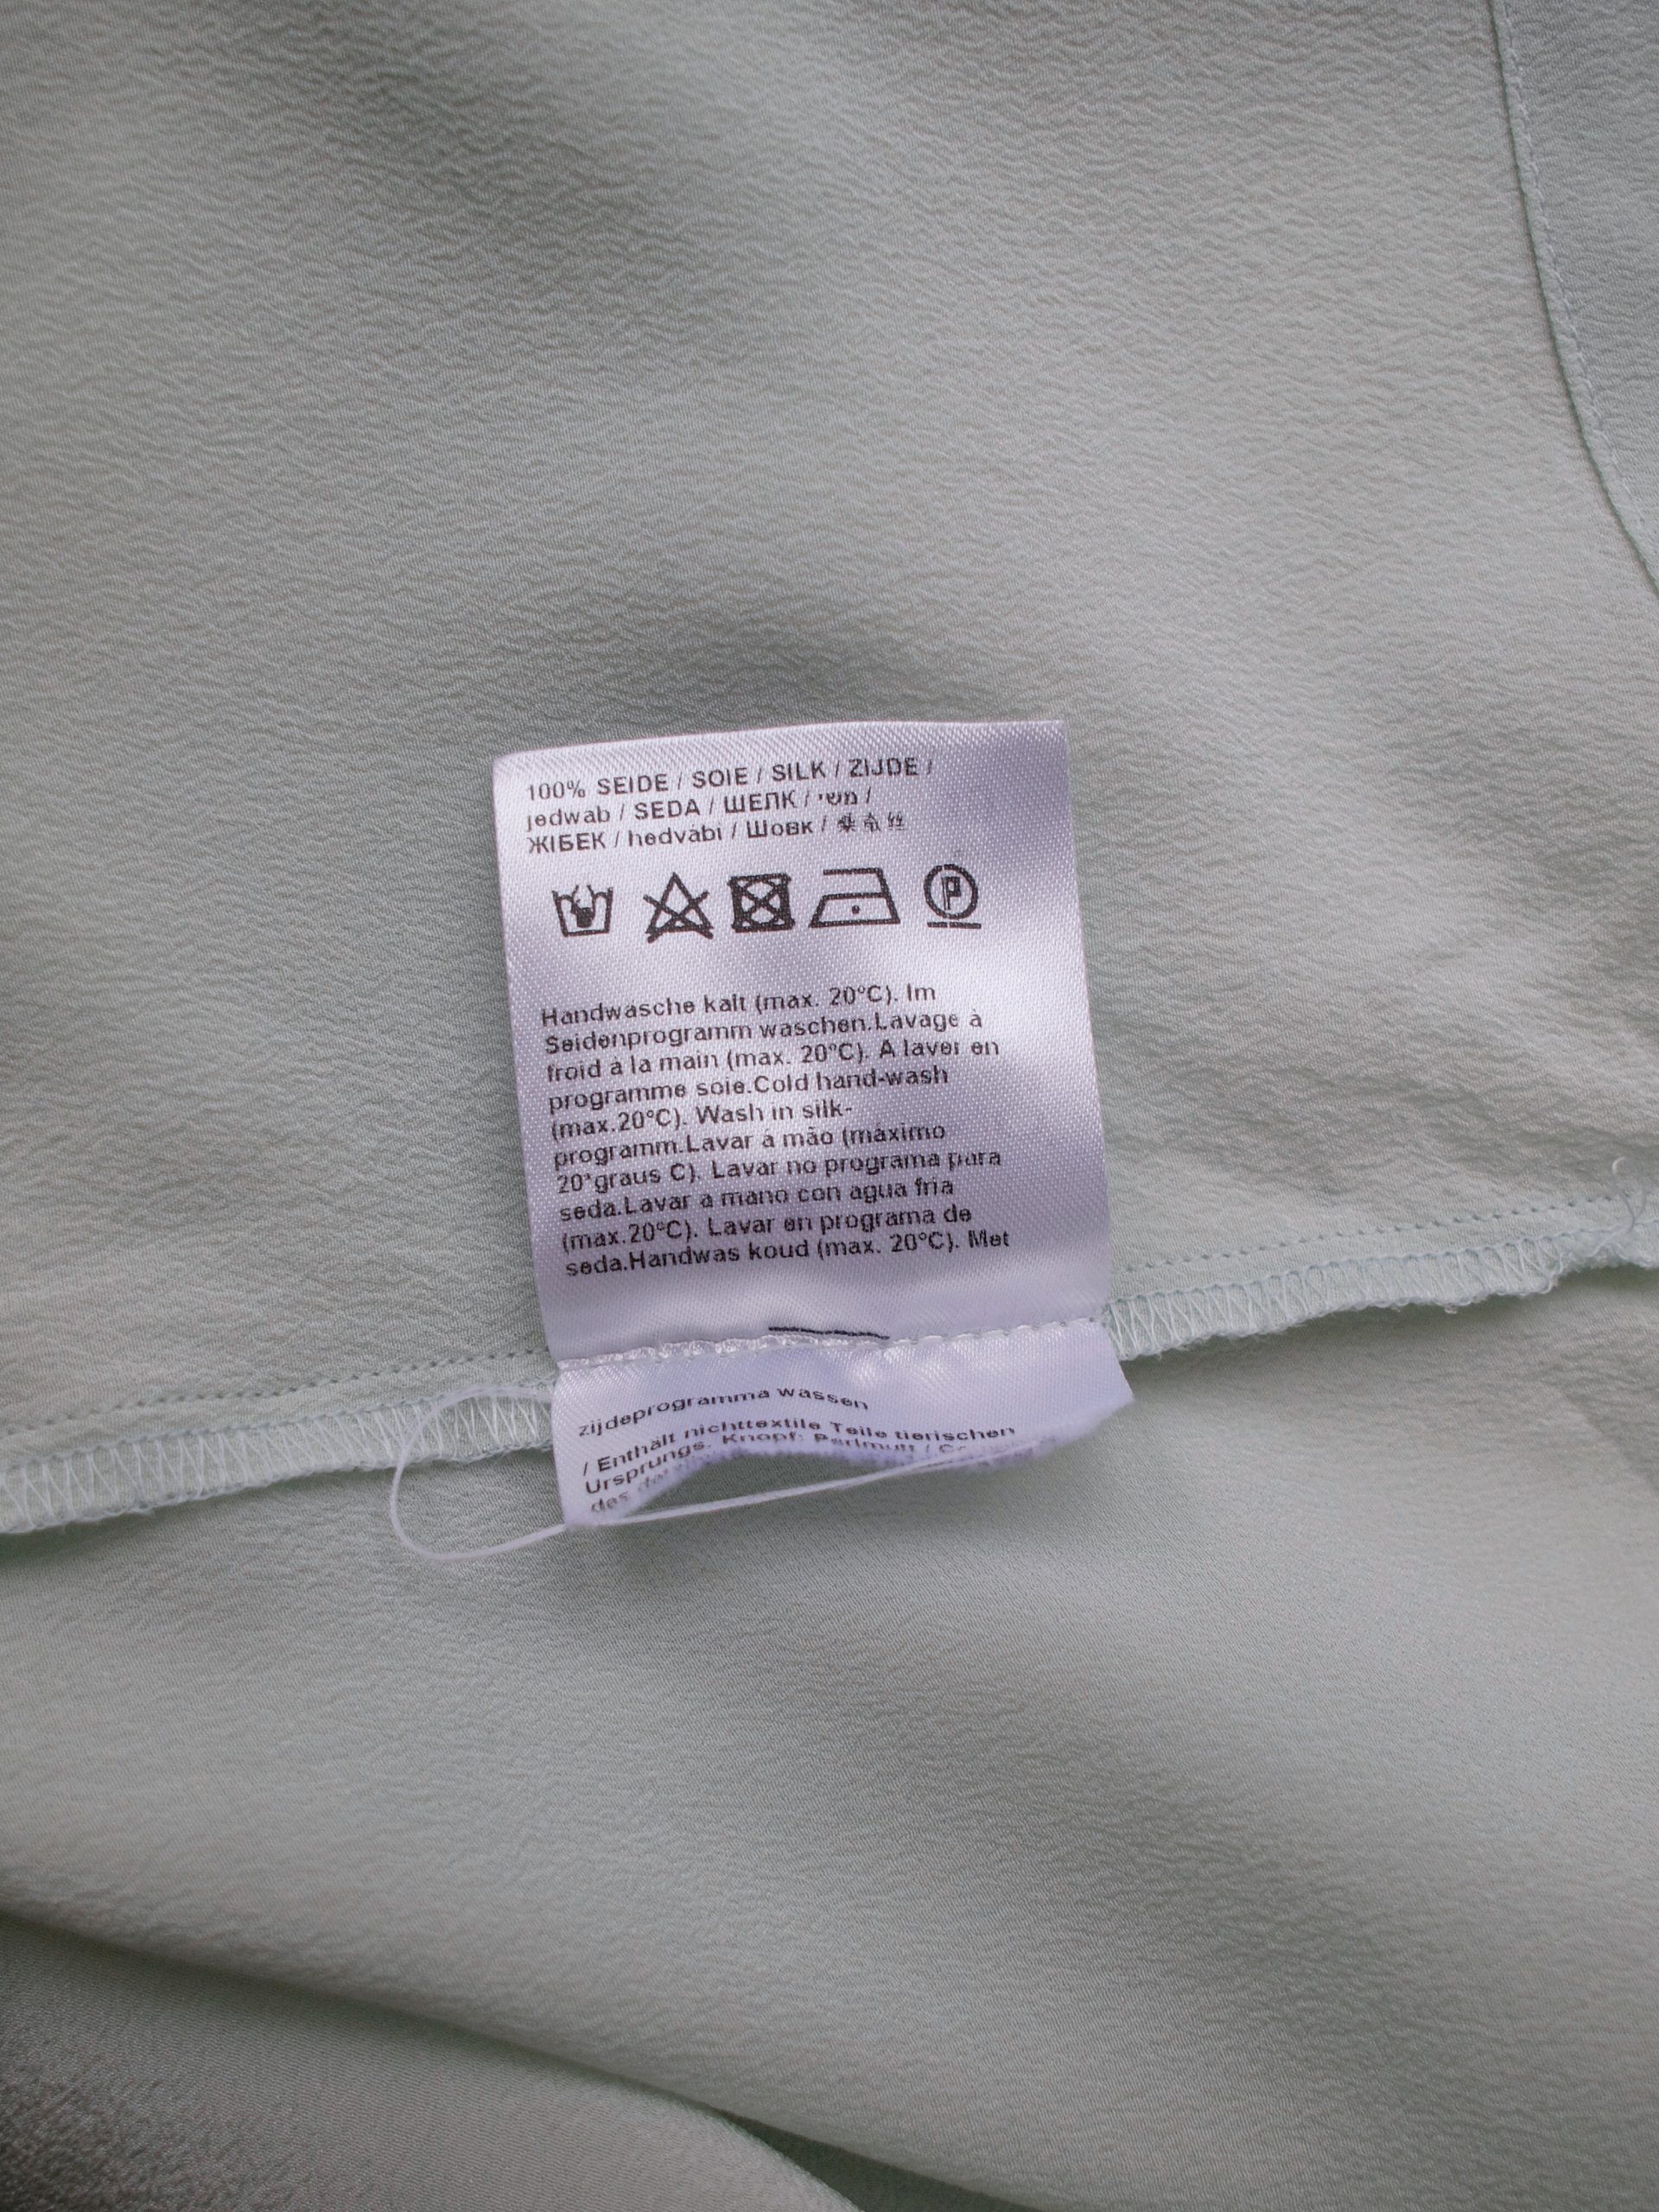 100% SEIDE / SOIE / SILK / ZIJDE /
jedwab / SEDA / ШЕЛК / משי /
ЖІБЕК / hedvábí / Шовк / 桑蚕丝
P
Handwäsche kalt (max. 20°C). Im
Seidenprogramm waschen.Lavage à
froid à la main (max. 20°C). A laver en
programme soie.Cold hand-wash
(max.20°C). Wash in silk-
programm.Lavar à mão (máximo
20°graus C). Lavar no programa para
seda.Lavar a mano con agua fria
(max.20°C). Lavar en programa de
seda.Handwas koud (max. 20°C). Met
zijdeprogramma wassen
/ Enthält nichttextile Teile tierischen
Ursprungs. Knopf: Perlmutt /
des